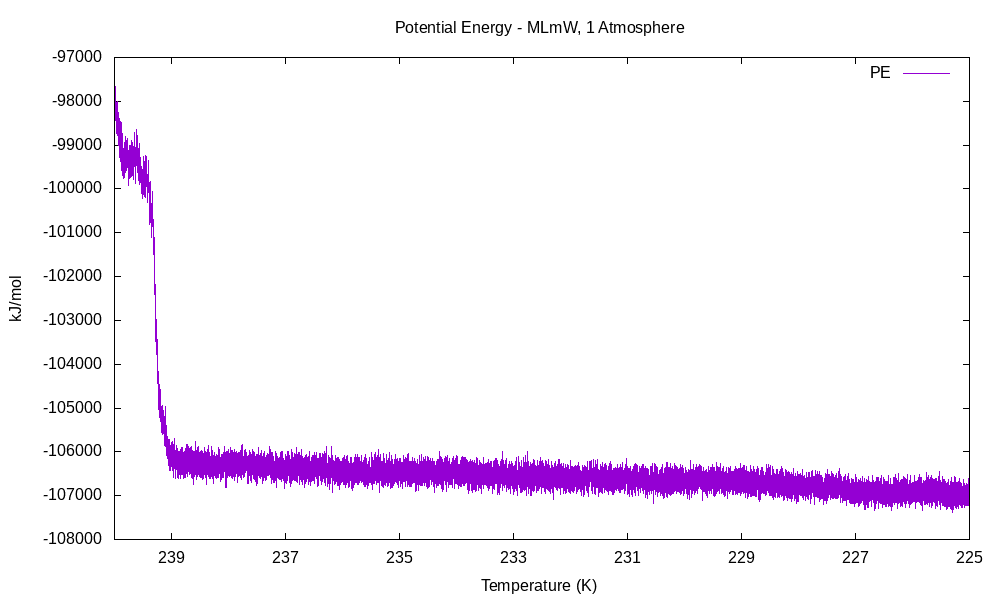 Potential Energy - MLmW, 1 Atmosphere
PE
-97000
-98000
-99000
-100000
-101000
-102000
-103000
-104000
-105000
-106000
-107000
-108000
kJ/mol
239 237 235 233 231 229 227 225
Temperature (K)